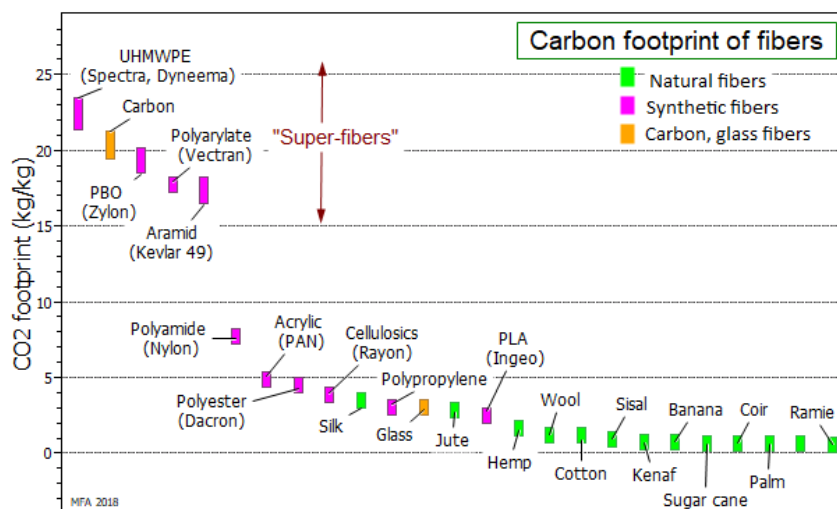 Carbon footprint of fibers
Natural fibers
Synthetic fibers
Carbon, glass fibers
CO2 footprint (kg/kg)
25
20
15
10
5
0
UHMWPE
(Spectra, Dyneema)
Carbon
Polyarylate
(Vectran)
"Super-fibers"
PBO
(Zylon)
Aramid
(Kevlar 49)
Polyamide
(Nylon)
Acrylic
(PAN)
Cellulosics
(Rayon)
PLA
(Ingeo)
Polypropylene
Polyester
(Dacron)
Silk
Glass
Jute
Hemp
Wool
Cotton
Sisal
Kenaf
Banana
Sugar cane
Coir
Palm
Ramie
MFA 2018